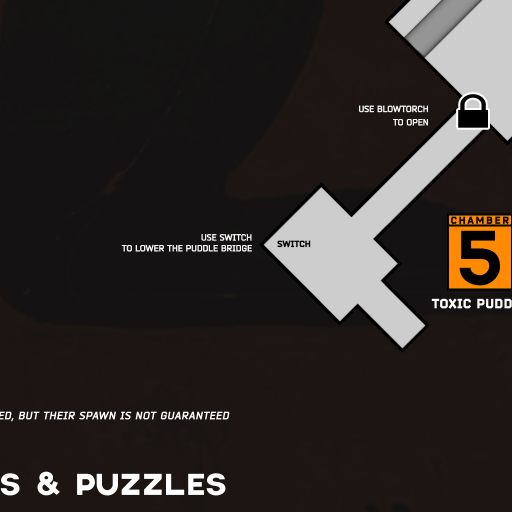 USE BLOWTORCH
TO OPEN
USE SWITCH
TO LOWER THE PUDDLE BRIDGE
SWITCH
CHAMBER
5
TOXIC PUDD
ED, BUT THEIR SPAWN IS NOT GUARANTEED
S & PUZZLES